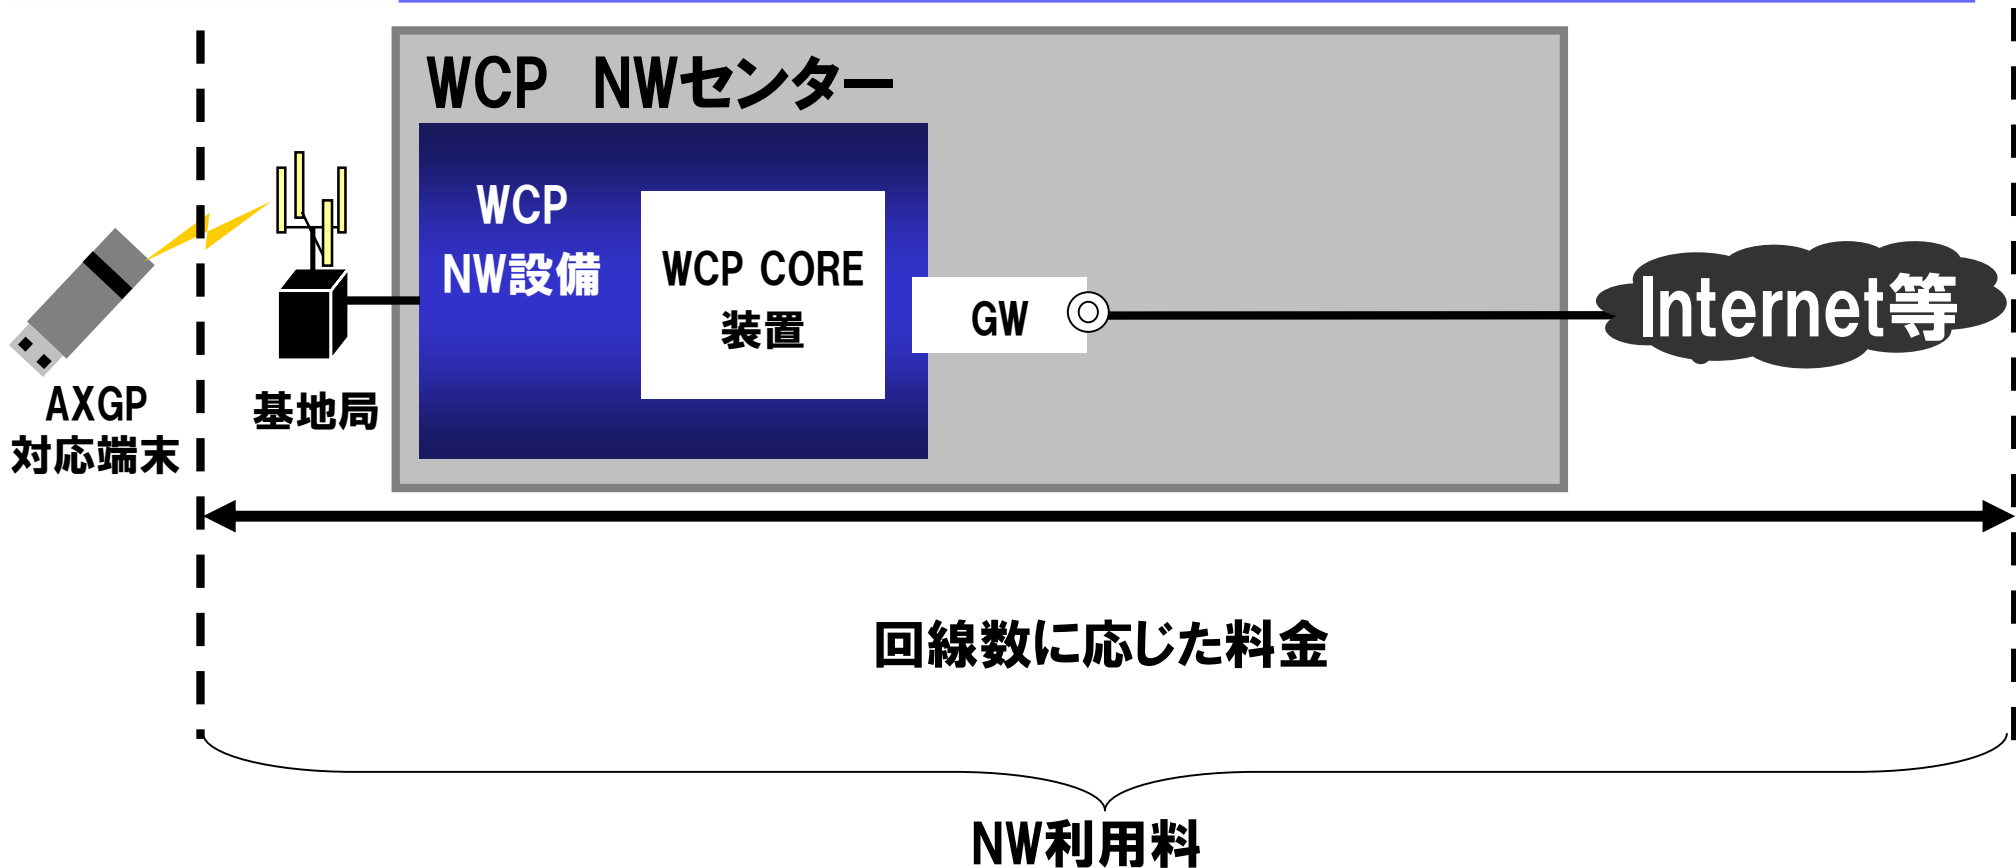 WCP　NWセンター
WCP
NW設備
WCP CORE
装置
GW
Internet等
AXGP
対応端末
基地局
回線数に応じた料金
NW利用料